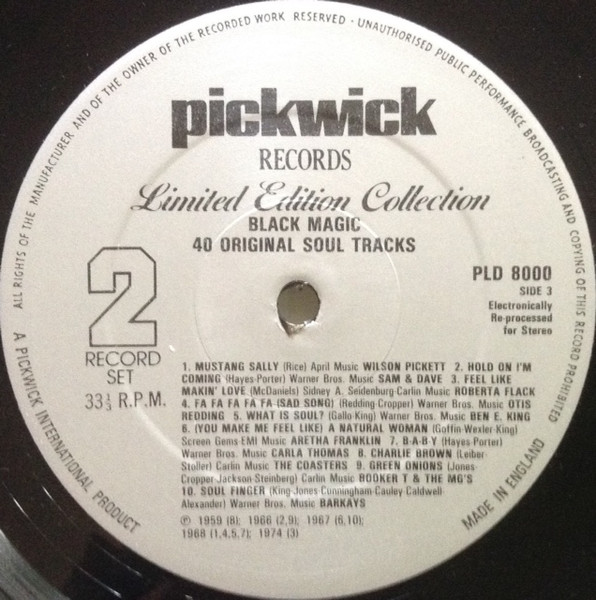 ALL RIGHTS OF THE MANUFACTURER AND OF THE OWNER OF THE RECORDED WORK RESERVED · UNAUTHORISED PUBLIC PERFORMANCE BROADCASTING AND COPYING OF THIS RECORD PROHIBITED
pickwick
RECORDS
Limited Edition Collection
BLACK MAGIC
40 ORIGINAL SOUL TRACKS
2
RECORD
SET
33⅓ R.P.M.
PLD 8000
SIDE 3
Electronically
Re-processed
for Stereo
1. MUSTANG SALLY (Rice) April Music WILSON PICKETT 2. HOLD ON I'M
COMING (Hayes-Porter) Warner Bros. Music SAM & DAVE 3. FEEL LIKE
MAKIN' LOVE (McDaniels) Sidney A. Seidenburg-Carlin Music ROBERTA FLACK
4. FA FA FA FA FA (SAD SONG) (Redding-Cropper) Warner Bros. Music OTIS
REDDING 5. WHAT IS SOUL? (Gallo-King) Warner Bros. Music BEN E. KING
6. (YOU MAKE ME FEEL LIKE) A NATURAL WOMAN (Goffin-Wexler-King)
Screen Gems-EMI Music ARETHA FRANKLIN 7. B-A-B-Y (Hayes Porter)
Warner Bros. Music CARLA THOMAS 8. CHARLIE BROWN (Leiber-
Stoller) Carlin Music THE COASTERS 9. GREEN ONIONS (Jones-
Cropper-Jackson-Steinberg) Carlin Music BOOKER T & THE MG'S
10. SOUL FINGER (King-Jones-Cunningham-Cauley Caldwell-
Alexander) Warner Bros. Music BARKAYS
℗ 1959 (8); 1966 (2,9); 1967 (6,10);
1968 (1,4,5,7); 1974 (3)
A PICKWICK INTERNATIONAL PRODUCT
MADE IN ENGLAND